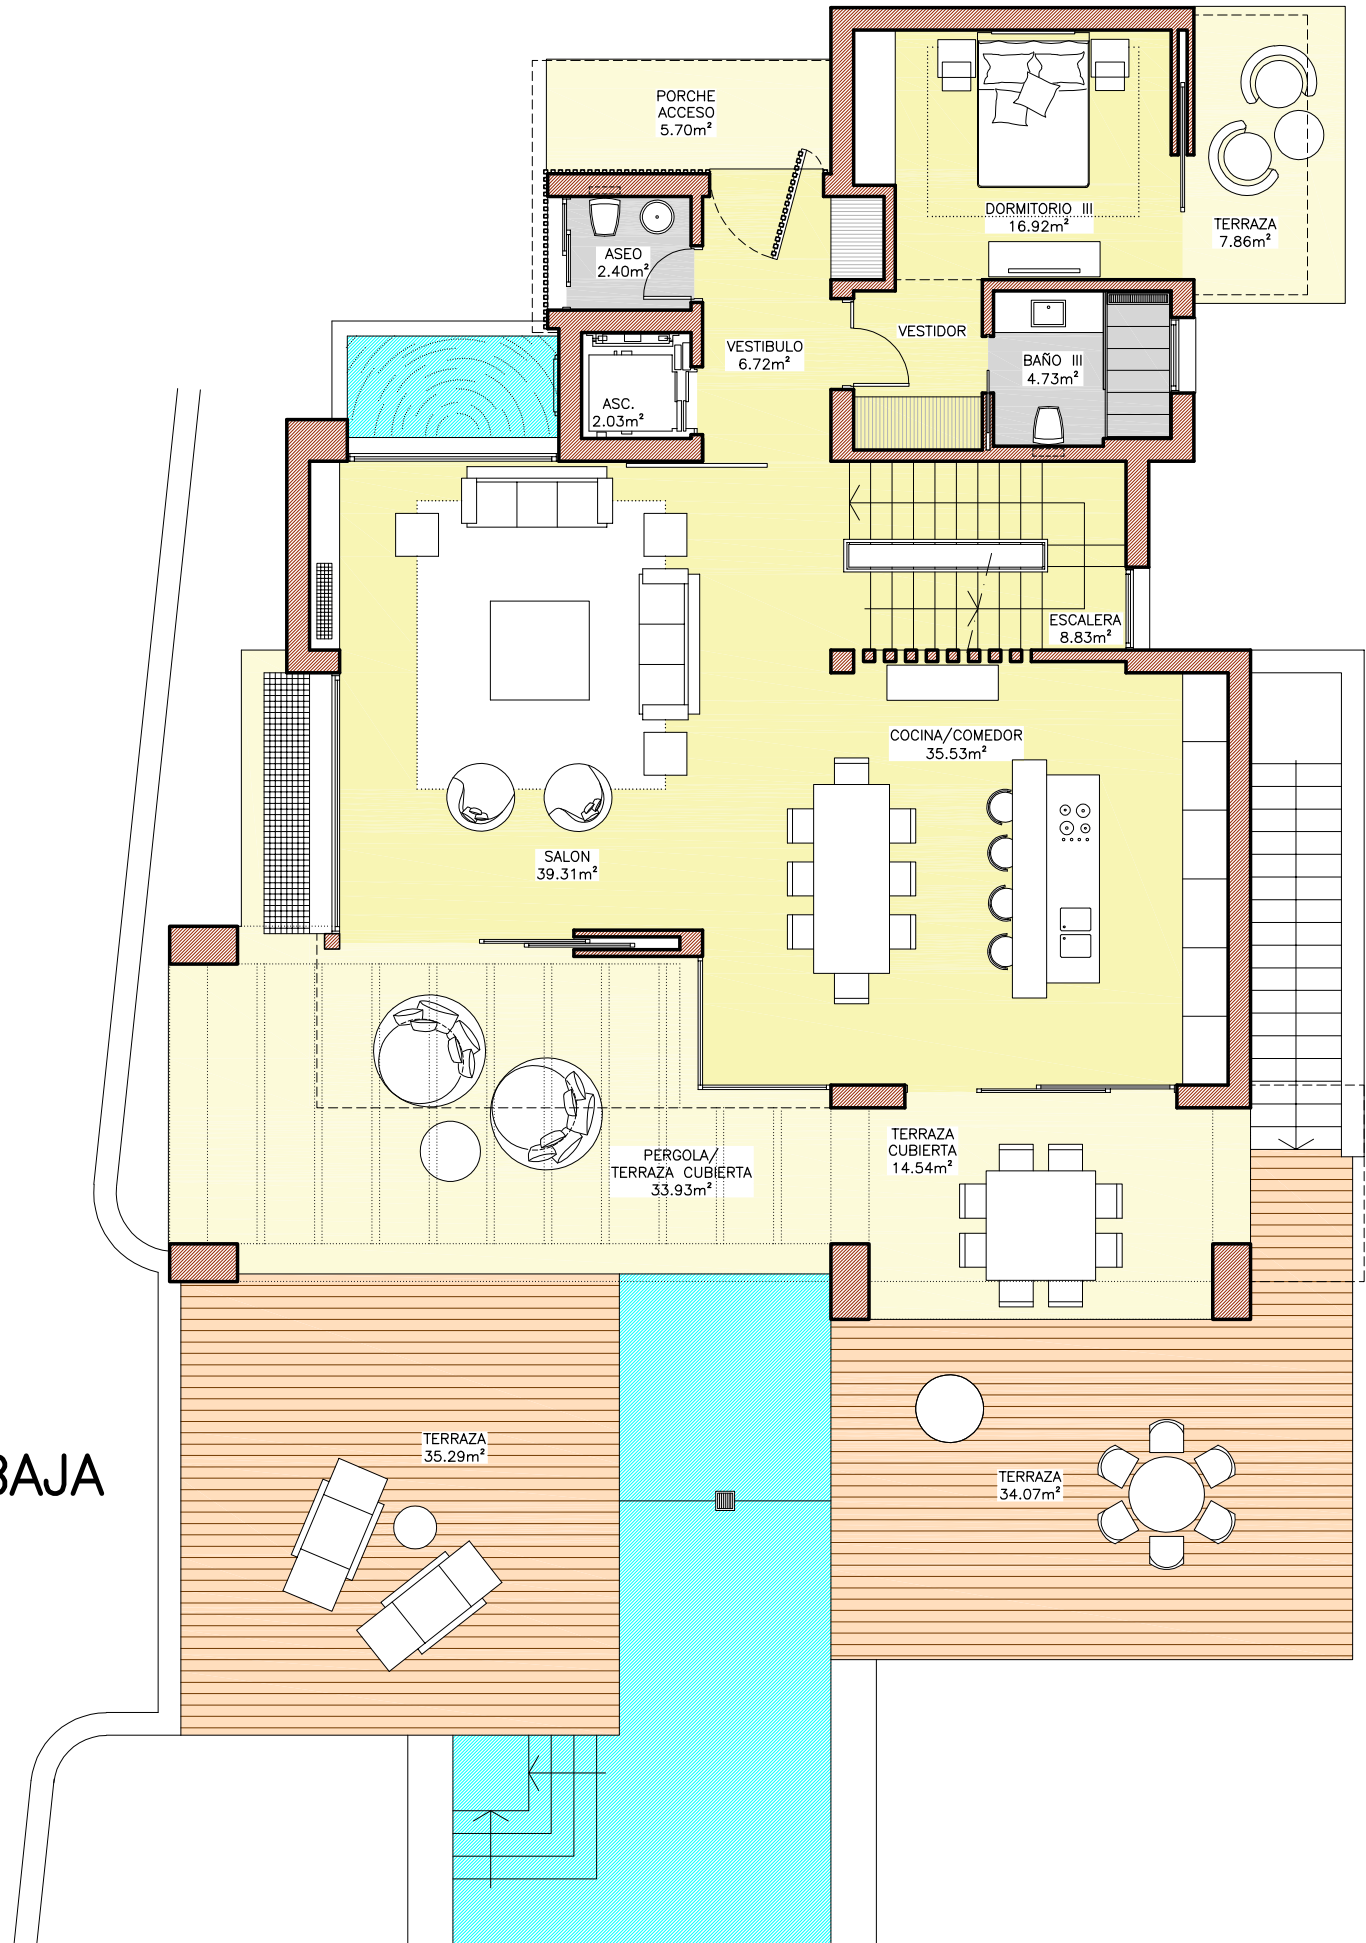 PORCHE
ACCESO
5.70m²
DORMITORIO III
16.92m²
TERRAZA
7.86m²
ASEO
2.40m²
VESTIBULO
6.72m²
VESTIDOR
BAÑO III
4.73m²
ASC.
2.03m²
ESCALERA
8.83m²
COCINA/COMEDOR
35.53m²
SALON
39.31m²
TERRAZA
CUBIERTA
14.54m²
PERGOLA/
TERRAZA CUBIERTA
33.93m²
TERRAZA
35.29m²
BAJA
TERRAZA
34.07m²